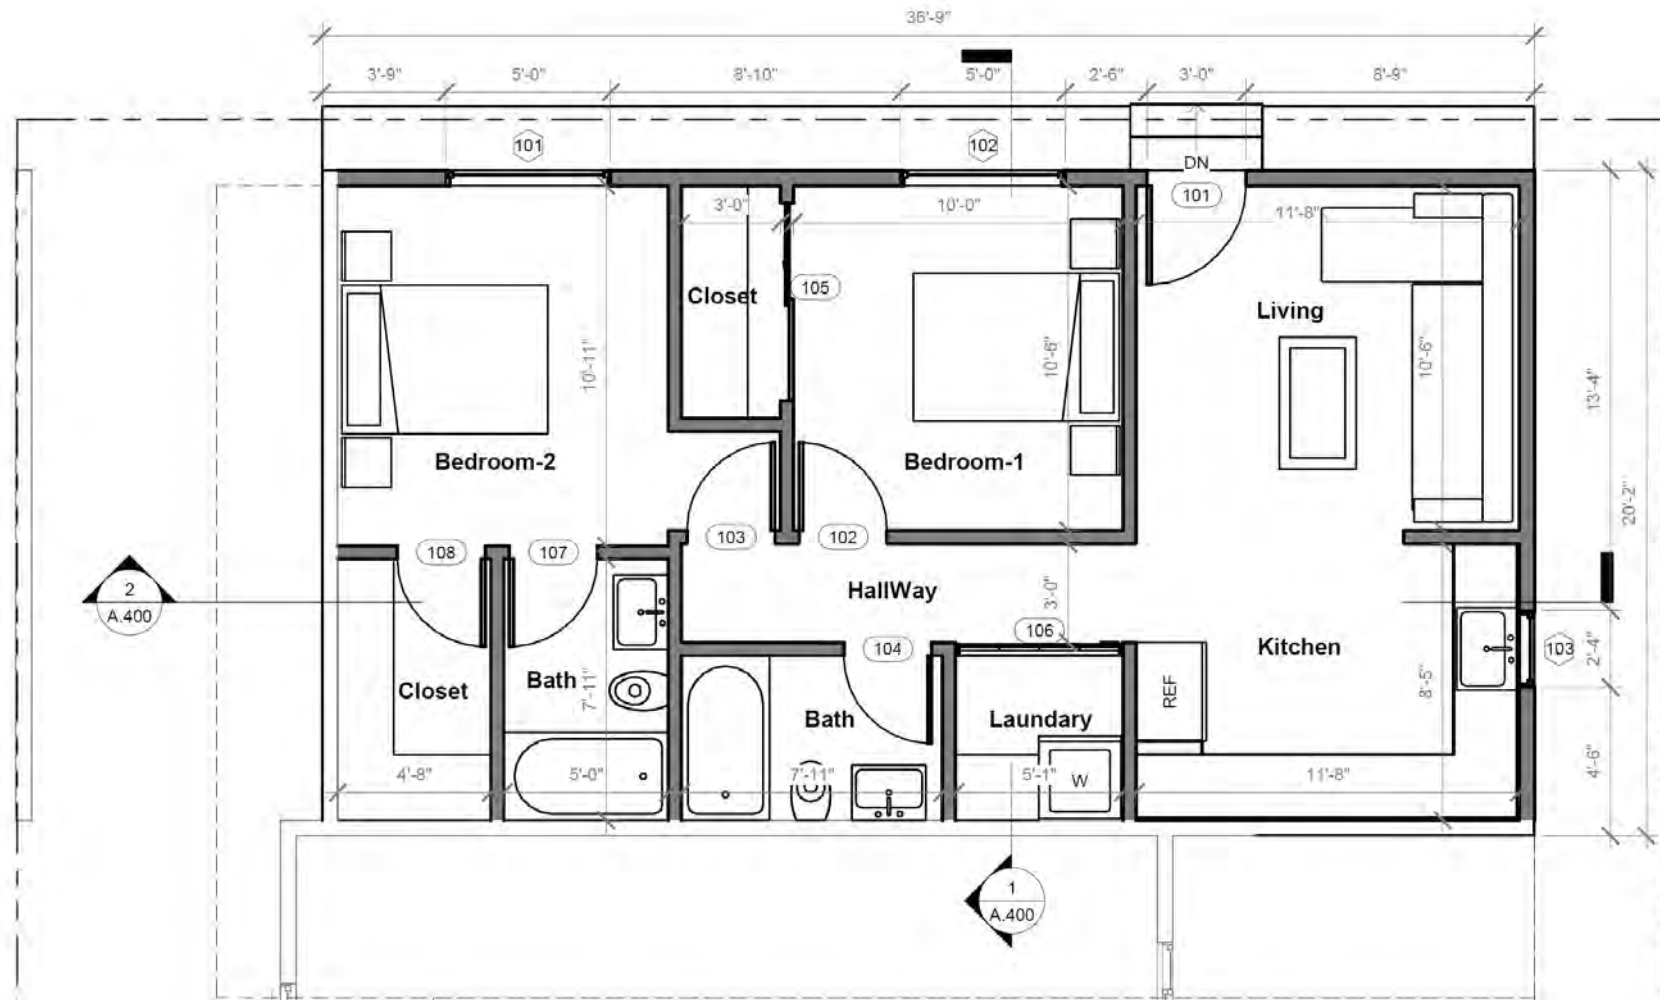 36'-9"
3'-9"
5'-0"
8'-10"
5'-0"
2'-6"
3'-0"
8'-9"
101
102
DN
101
3'-0"
10'-0"
11'-8"
105
Closet
Living
10'-11"
10'-6"
10'-6"
13'-4"
Bedroom-2
Bedroom-1
20'-2"
108
107
103
102
2
A.400
HallWay
3'-0"
106
104
Kitchen
103
2'-4"
Closet
Bath
7'-11"
Bath
Laundary
REF
8'-5"
4'-6"
4'-8"
5'-0"
7'-11"
5'-1"
W
11'-8"
1
A.400